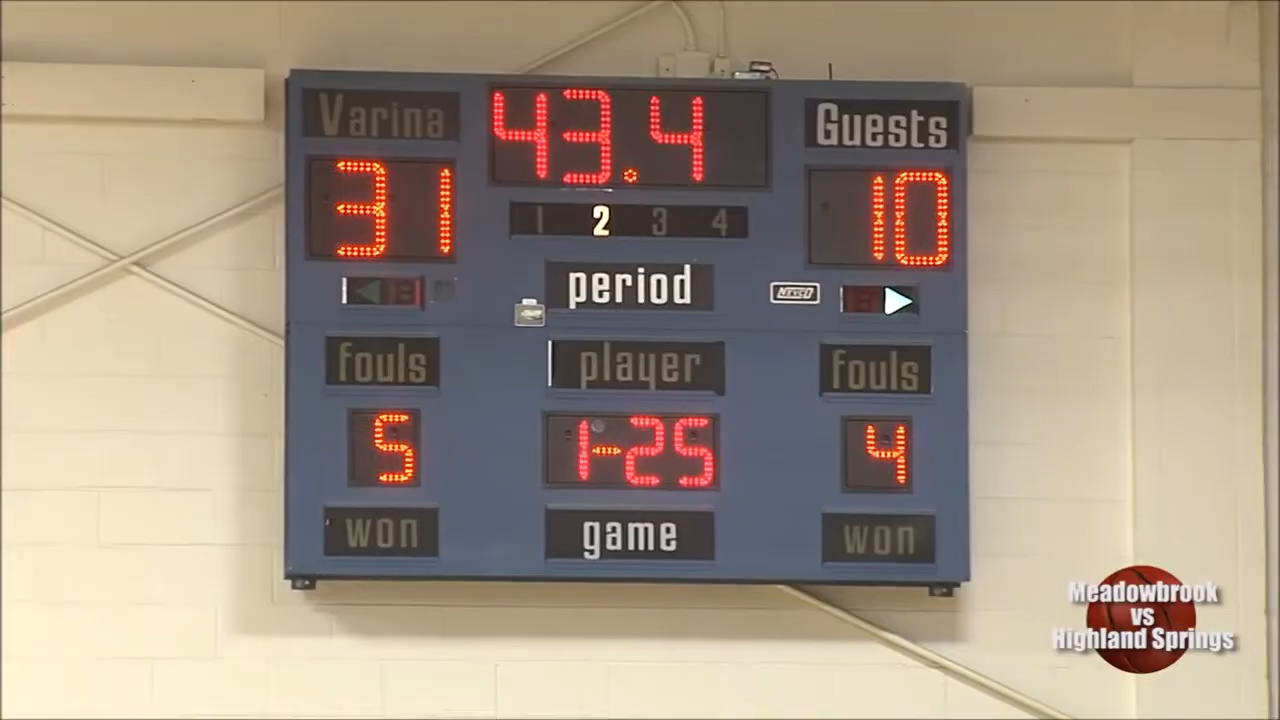 Varina
43.4
Guests
31
1 2 3 4
10
period
NEVCO
fouls
player
fouls
5
1-25
4
won
game
won
Meadowbrook
vs
Highland Springs